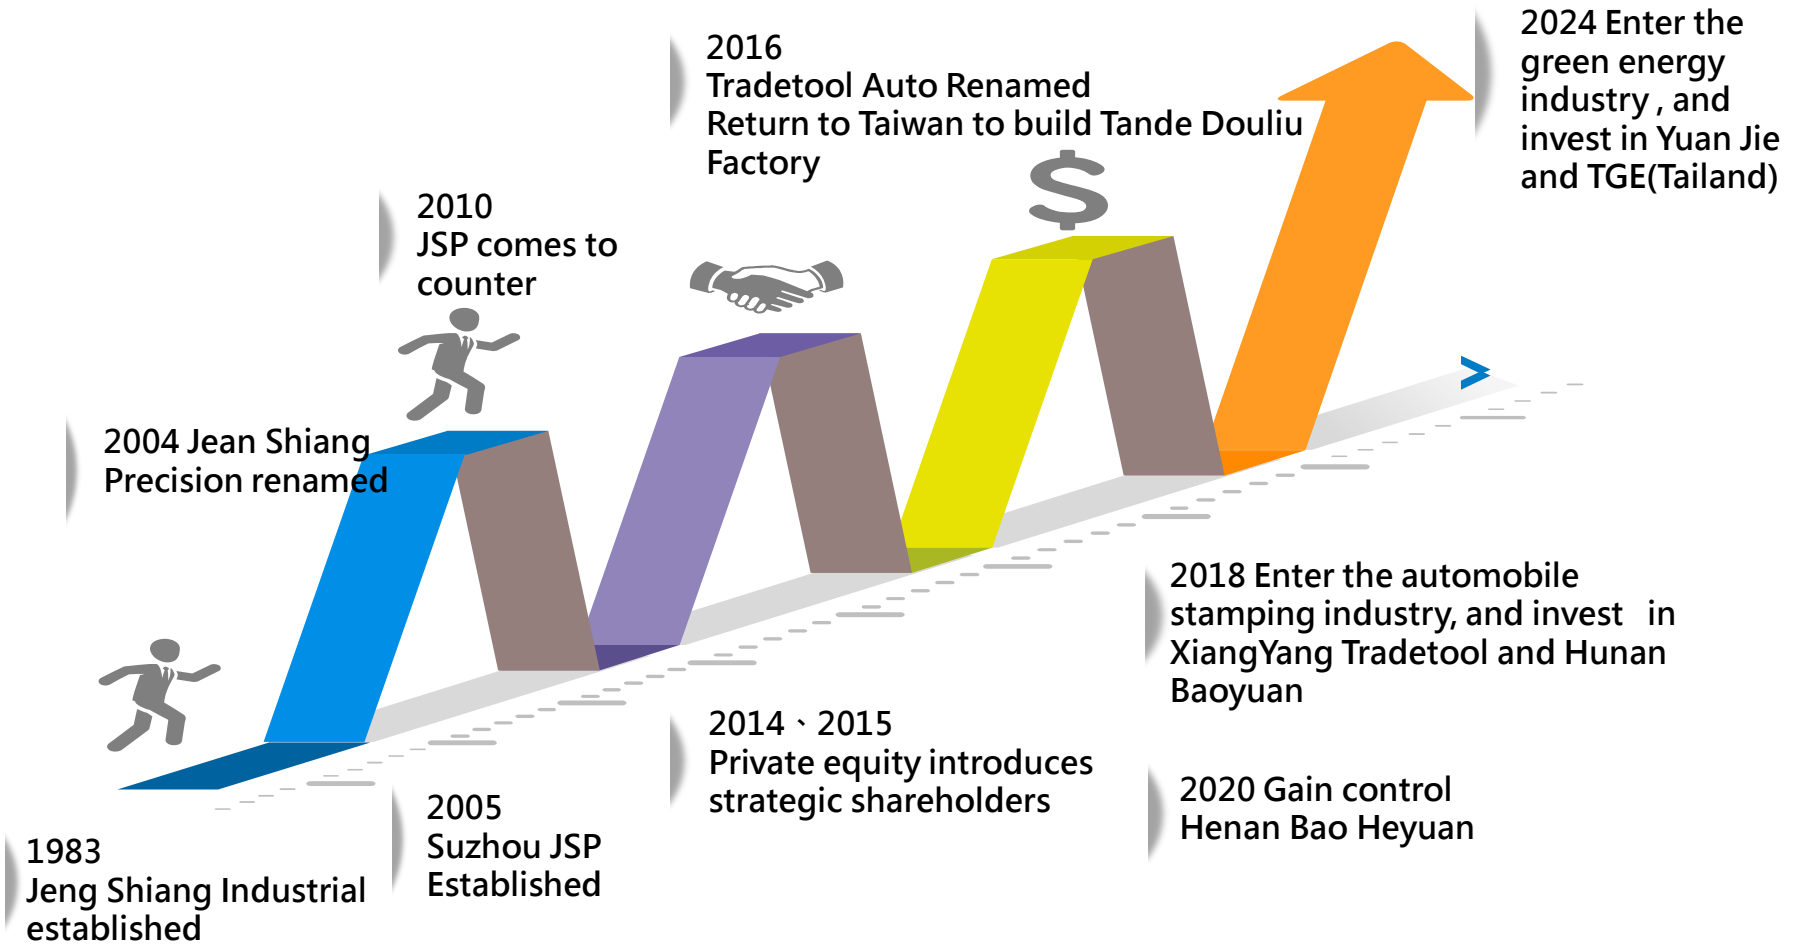 1983
Jeng Shiang Industrial
established
2004 Jean Shiang
Precision renamed
2005
Suzhou JSP
Established
2010
JSP comes to
counter
2014、2015
Private equity introduces
strategic shareholders
2016
Tradetool Auto Renamed
Return to Taiwan to build Tande Douliu
Factory
$
2018 Enter the automobile
stamping industry, and invest in
XiangYang Tradetool and Hunan
Baoyuan
2020 Gain control
Henan Bao Heyuan
2024 Enter the
green energy
industry , and
invest in Yuan Jie
and TGE(Tailand)